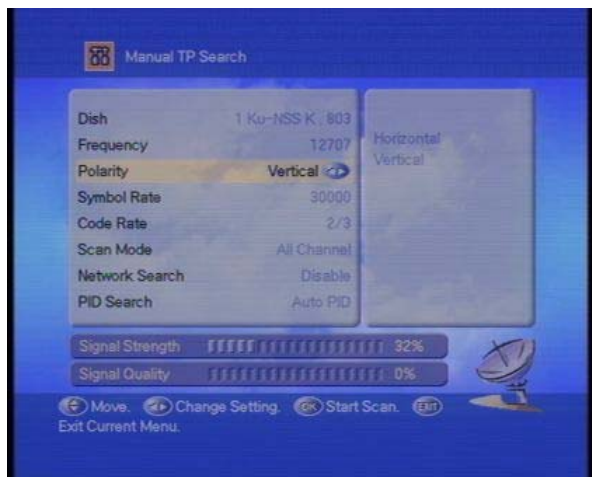 Manual TP Search
Dish 1 Ku-NSS K , 803
Frequency 12707
Polarity Vertical
Symbol Rate 30000
Code Rate 2/3
Scan Mode All Channel
Network Search Disable
PID Search Auto PID
Horizontal
Vertical
Signal Strength 32%
Signal Quality 0%
Move. Change Setting. OK Start Scan. EXIT
Exit Current Menu.